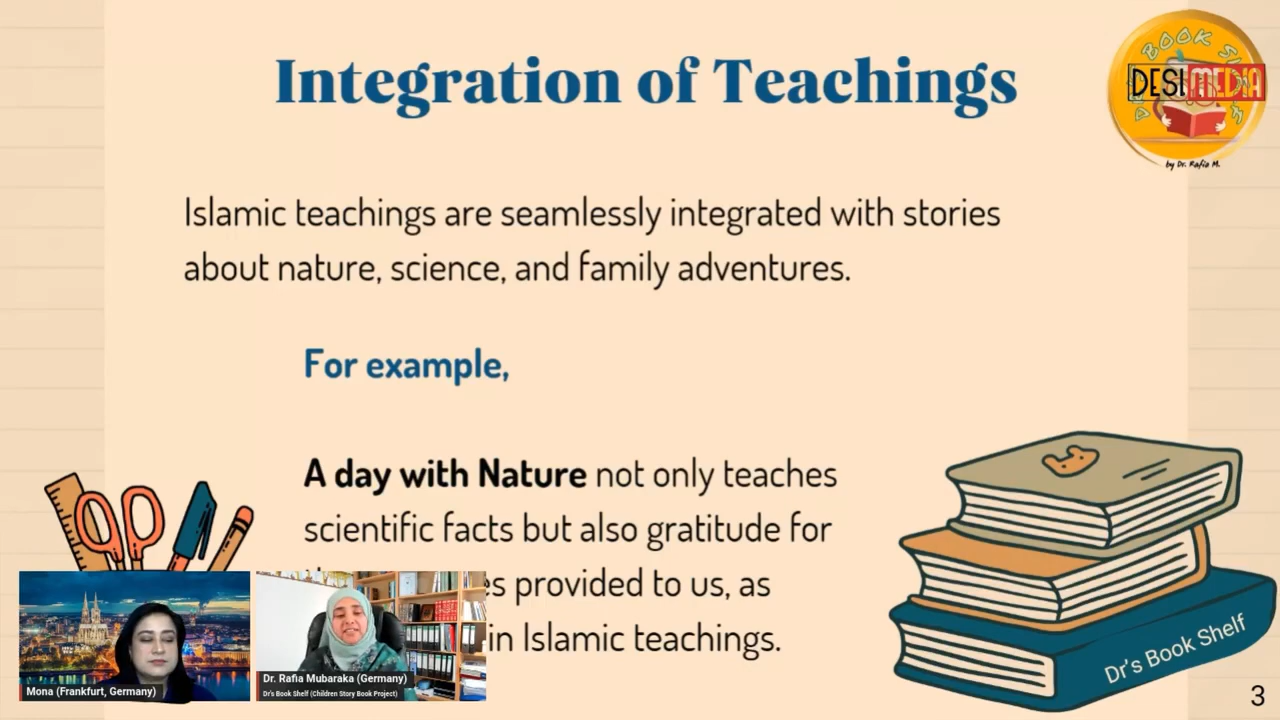 Integration of Teachings
BOOK S
DESIMEDIA
by Dr. Rafia M.
Islamic teachings are seamlessly integrated with stories
about nature, science, and family adventures.
For example,
A day with Nature not only teaches
scientific facts but also gratitude for
provided to us, as
in Islamic teachings.
Dr's Book Shelf
Mona (Frankfurt, Germany)
Dr. Rafia Mubaraka (Germany)
Dr's Book Shelf (Children Story Book Project)
3